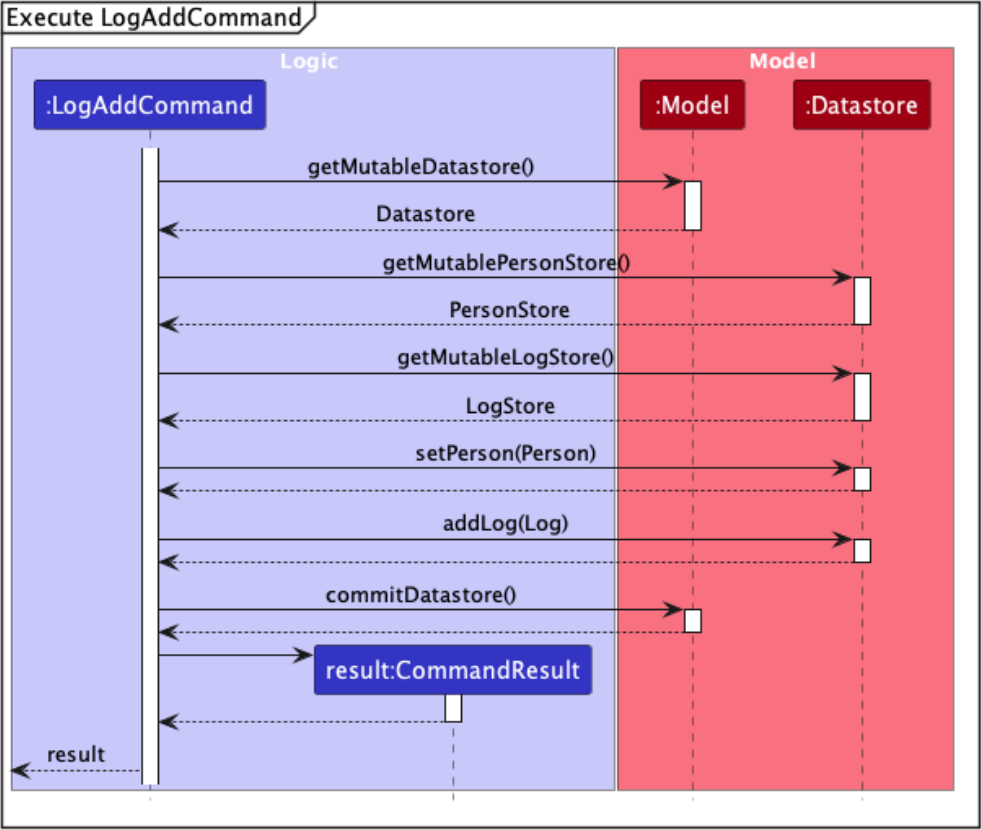 Execute LogAddCommand
Logic
Model
:LogAddCommand
:Model
:Datastore
getMutableDatastore()
Datastore
getMutablePersonStore()
PersonStore
getMutableLogStore()
LogStore
setPerson(Person)
addLog(Log)
commitDatastore()
result:CommandResult
result